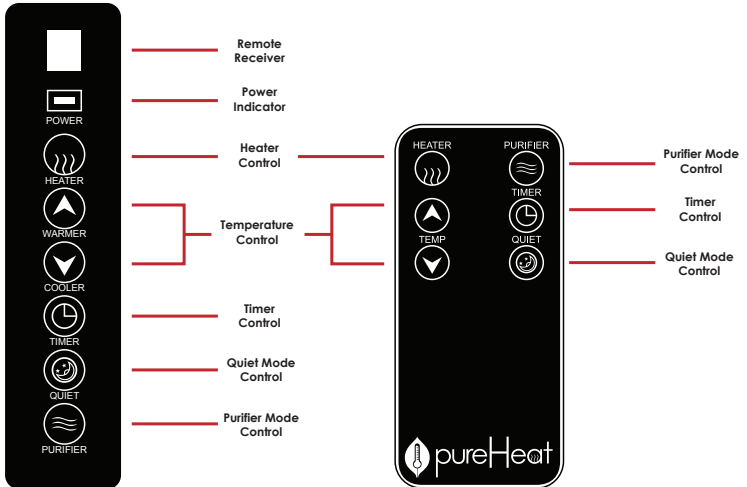 POWER
HEATER
WARMER
COOLER
TIMER
QUIET
PURIFIER
Remote
Receiver
Power
Indicator
Heater
Control
Temperature
Control
Timer
Control
Quiet Mode
Control
Purifier Mode
Control
HEATER
PURIFIER
TIMER
TEMP
QUIET
pureHeat
Purifier Mode
Control
Timer
Control
Quiet Mode
Control